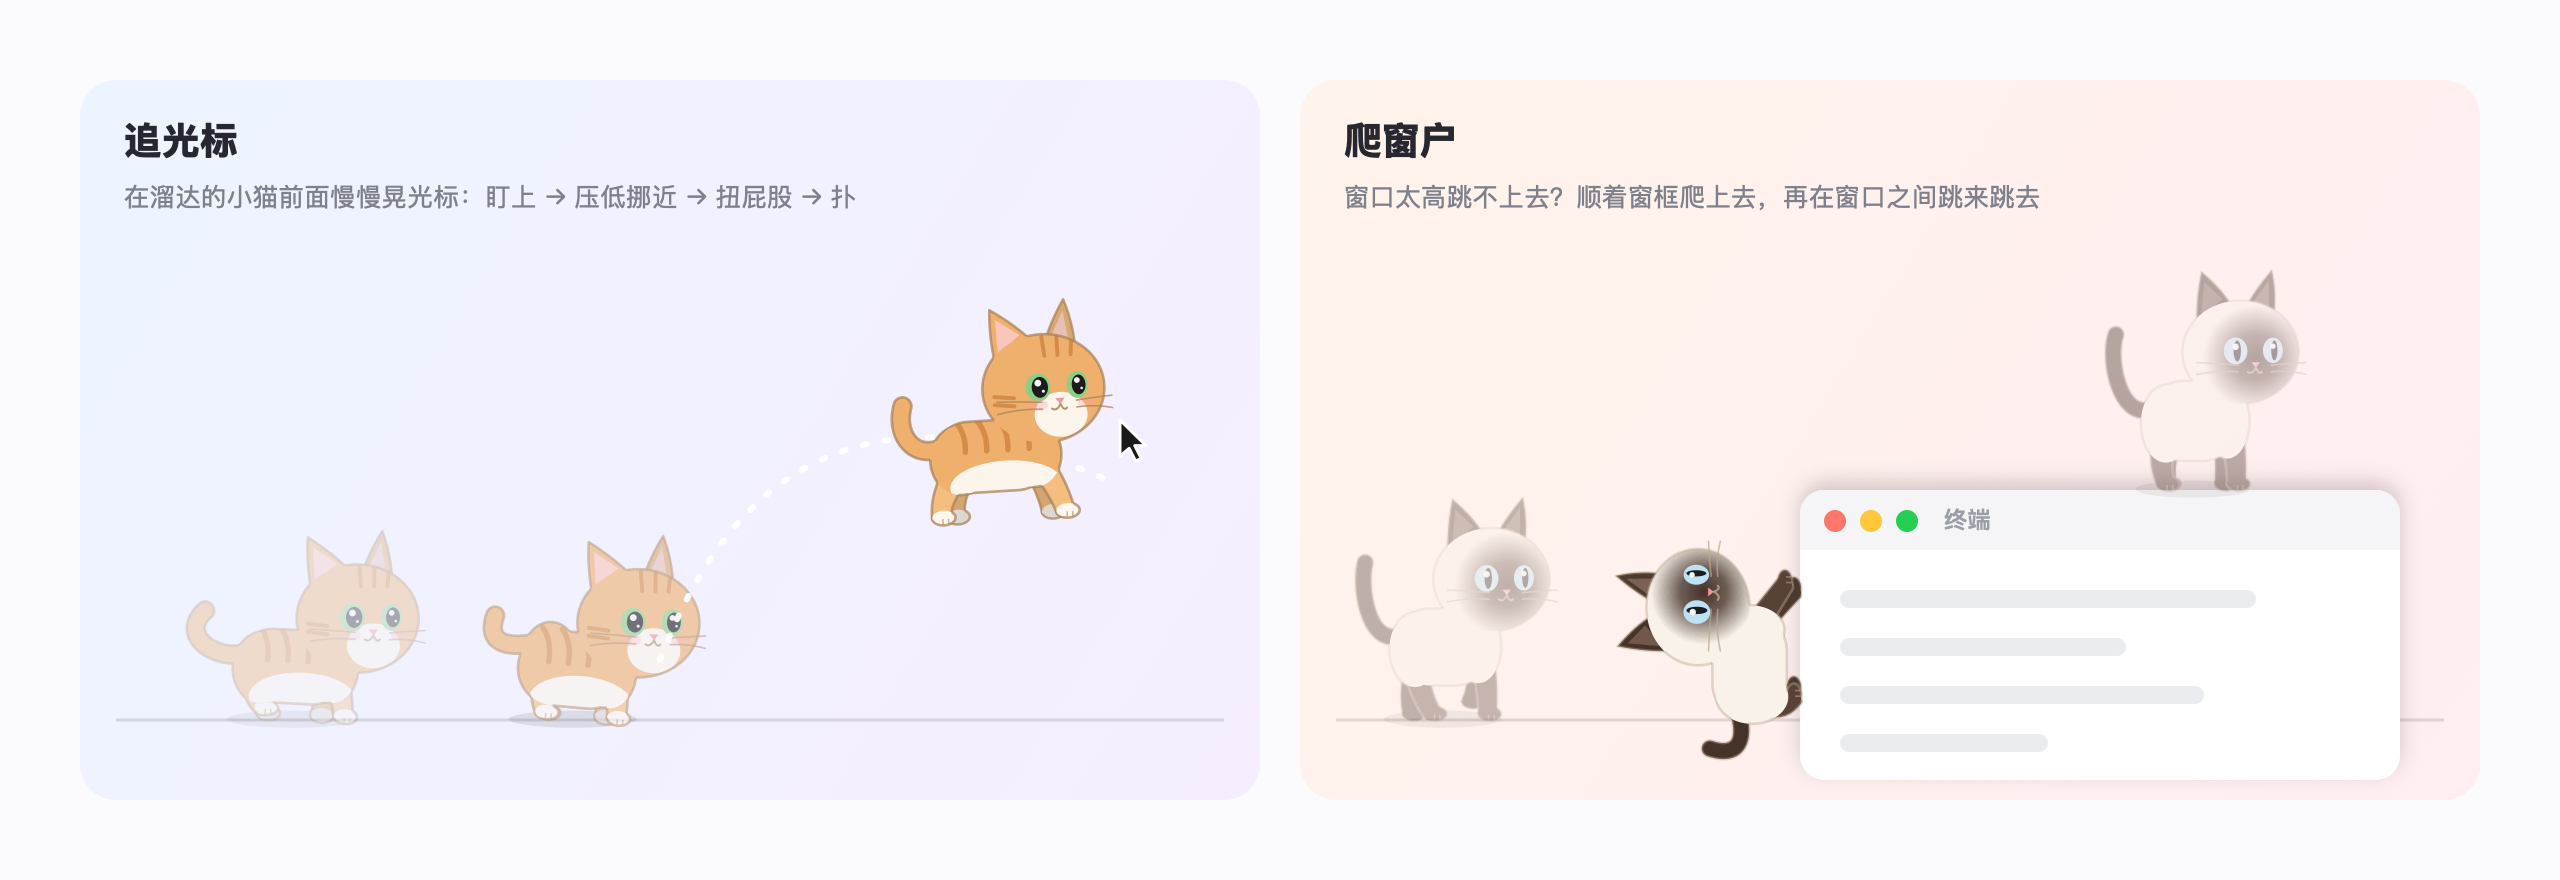 追光标
在溜达的小猫前面慢慢晃光标：盯上 → 压低挪近 → 扭屁股 → 扑
爬窗户
窗口太高跳不上去？顺着窗框爬上去，再在窗口之间跳来跳去
终端